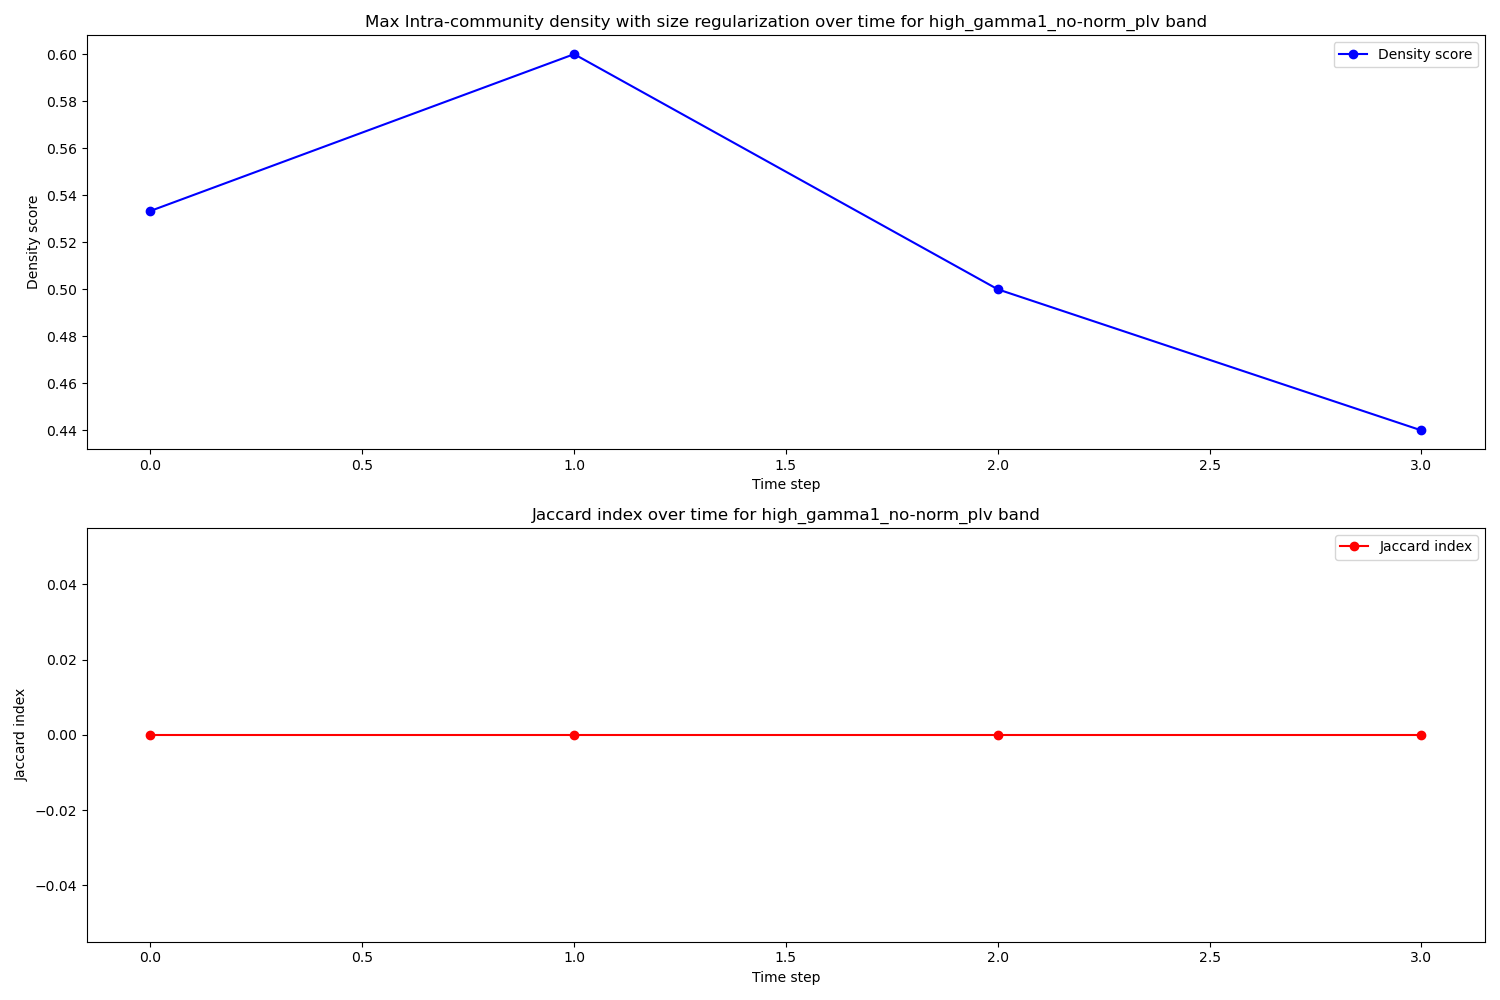 Max Intra-community density with size regularization over time for high_gamma1_no-norm_plv band
Density score
0.60
0.58
0.56
0.54
0.52
0.50
0.48
0.46
0.44
Density score
0.0 0.5 1.0 1.5 2.0 2.5 3.0
Time step
Jaccard index over time for high_gamma1_no-norm_plv band
Jaccard index
0.04
0.02
0.00
−0.02
−0.04
Jaccard index
0.0 0.5 1.0 1.5 2.0 2.5 3.0
Time step